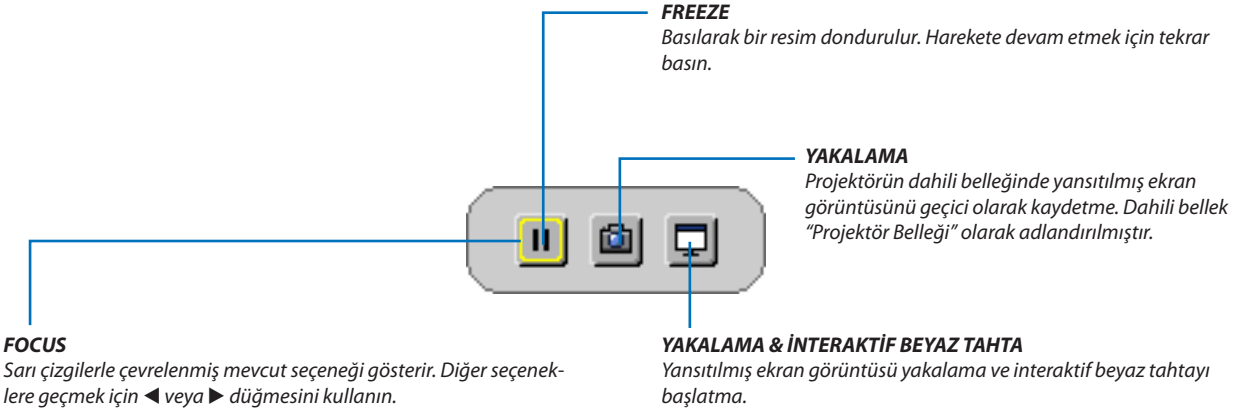 FREEZE
Basılarak bir resim dondurulur. Harekete devam etmek için tekrar
basın.
YAKALAMA
Projektörün dahili belleğinde yansıtılmış ekran
görüntüsünü geçici olarak kaydetme. Dahili bellek
“Projektör Belleği” olarak adlandırılmıştır.
FOCUS
Sarı çizgilerle çevrelenmiş mevcut seçeneği gösterir. Diğer seçenek-
lere geçmek için ◀ veya ▶ düğmesini kullanın.
YAKALAMA & İNTERAKTİF BEYAZ TAHTA
Yansıtılmış ekran görüntüsü yakalama ve interaktif beyaz tahtayı
başlatma.